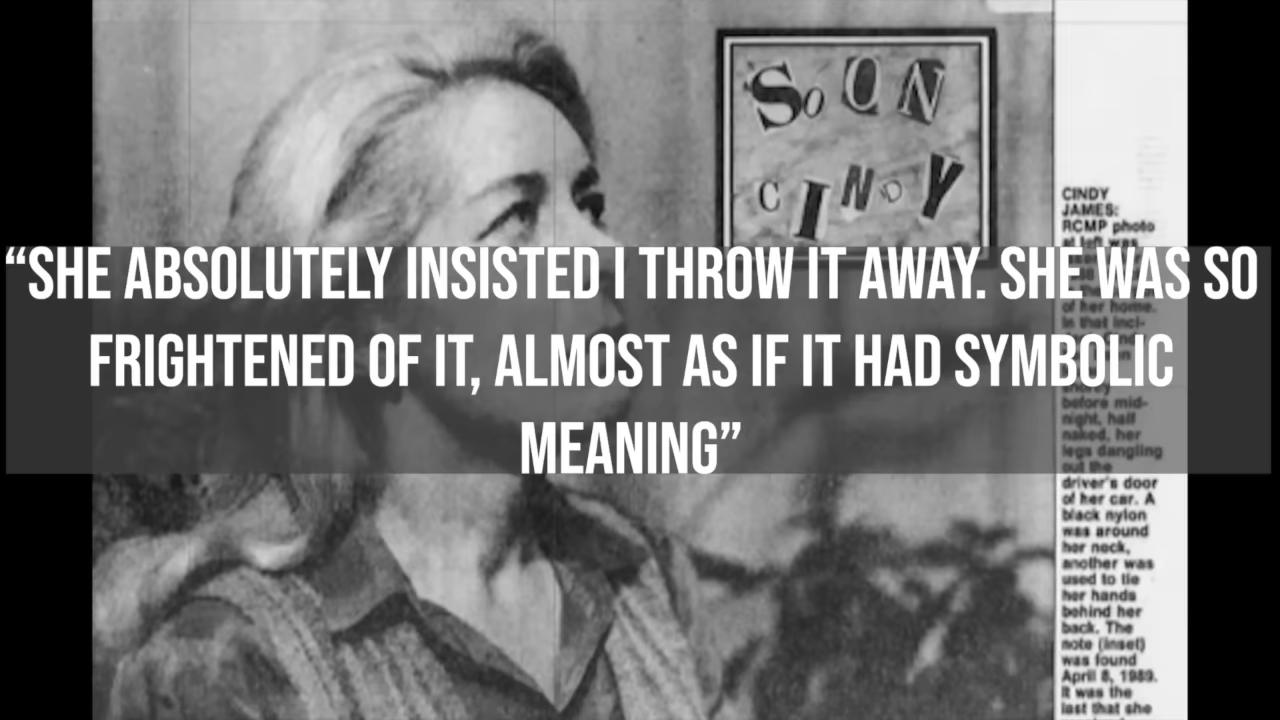 SoON
CINDY
“SHE ABSOLUTELY INSISTED I THROW IT AWAY. SHE WAS SO
FRIGHTENED OF IT, ALMOST AS IF IT HAD SYMBOLIC
MEANING”
CINDY
JAMES:
RCMP photo
at left was
of her home.
In that inci-
before mid-
night, half
naked, her
legs dangling
out the
driver's door
of her car. A
black nylon
was around
her neck,
another was
used to tie
her hands
behind her
back. The
note (inset)
was found
April 8, 1989.
It was the
last that she